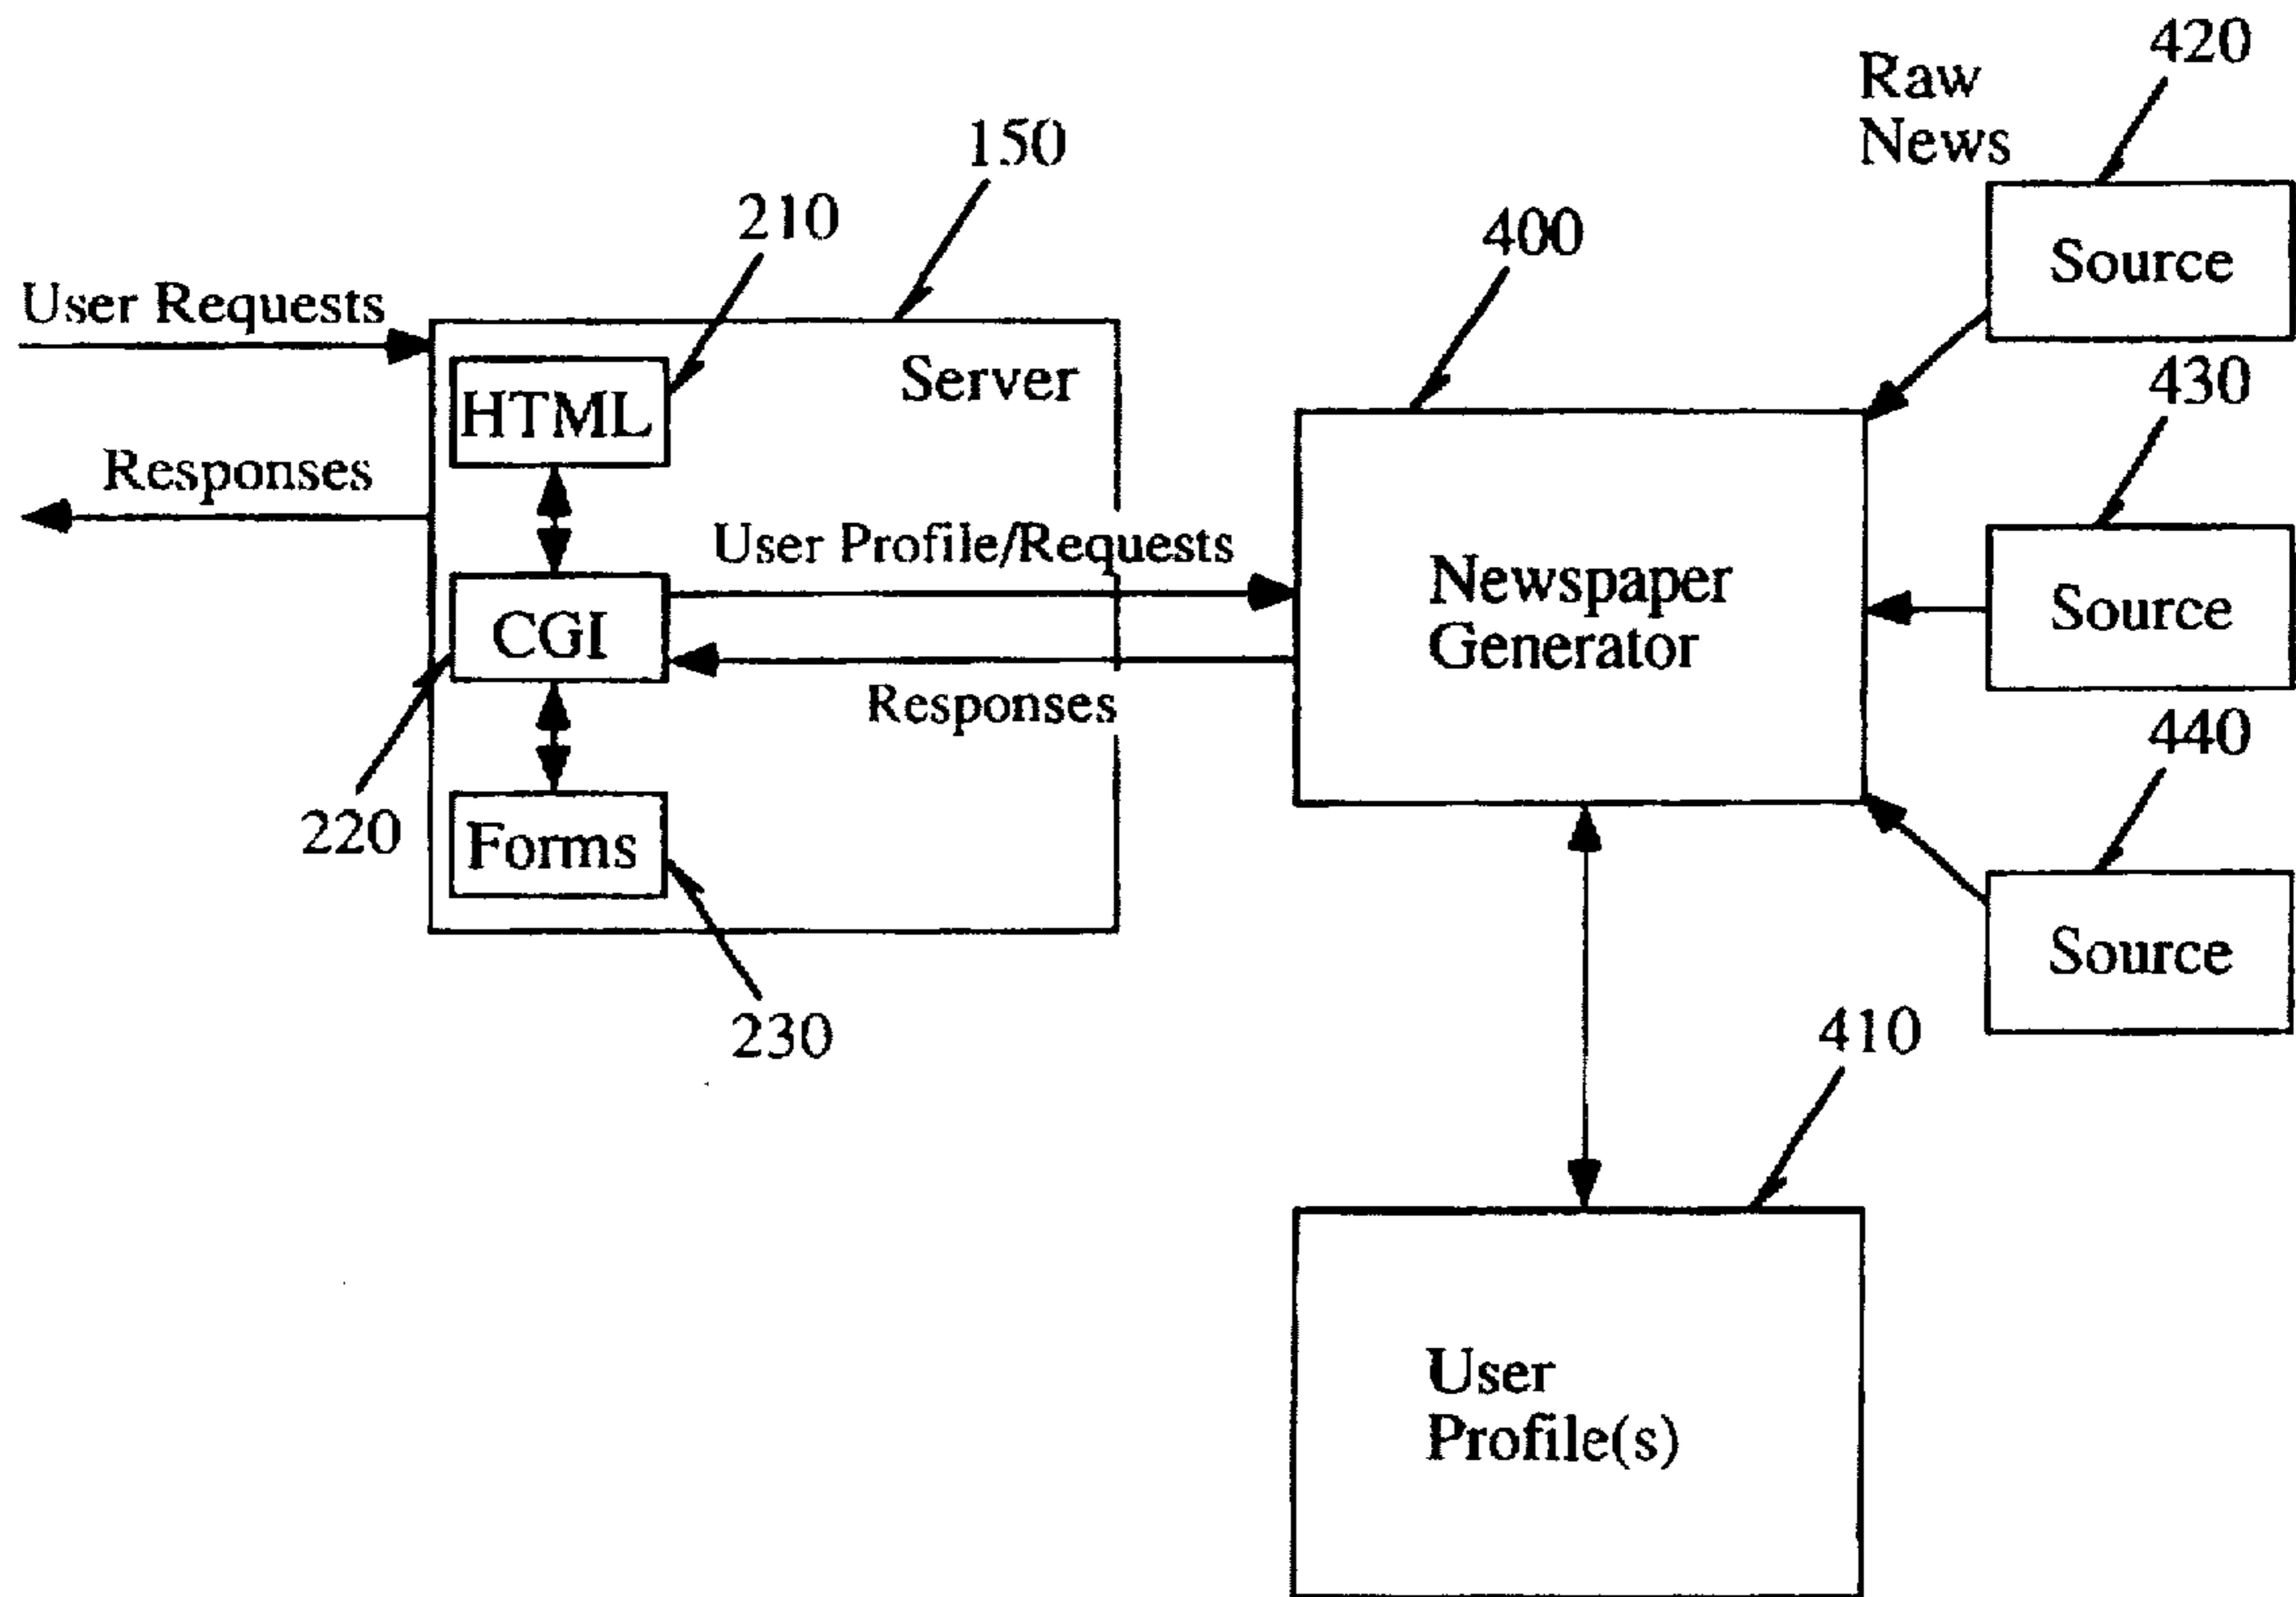 420
Raw
News
150
210
400
Source
User Requests
Server
430
HTML
Responses
User Profile/Requests
Newspaper
Generator
Source
CGI
Responses
440
220
Forms
Source
230
410
User
Profile(s)